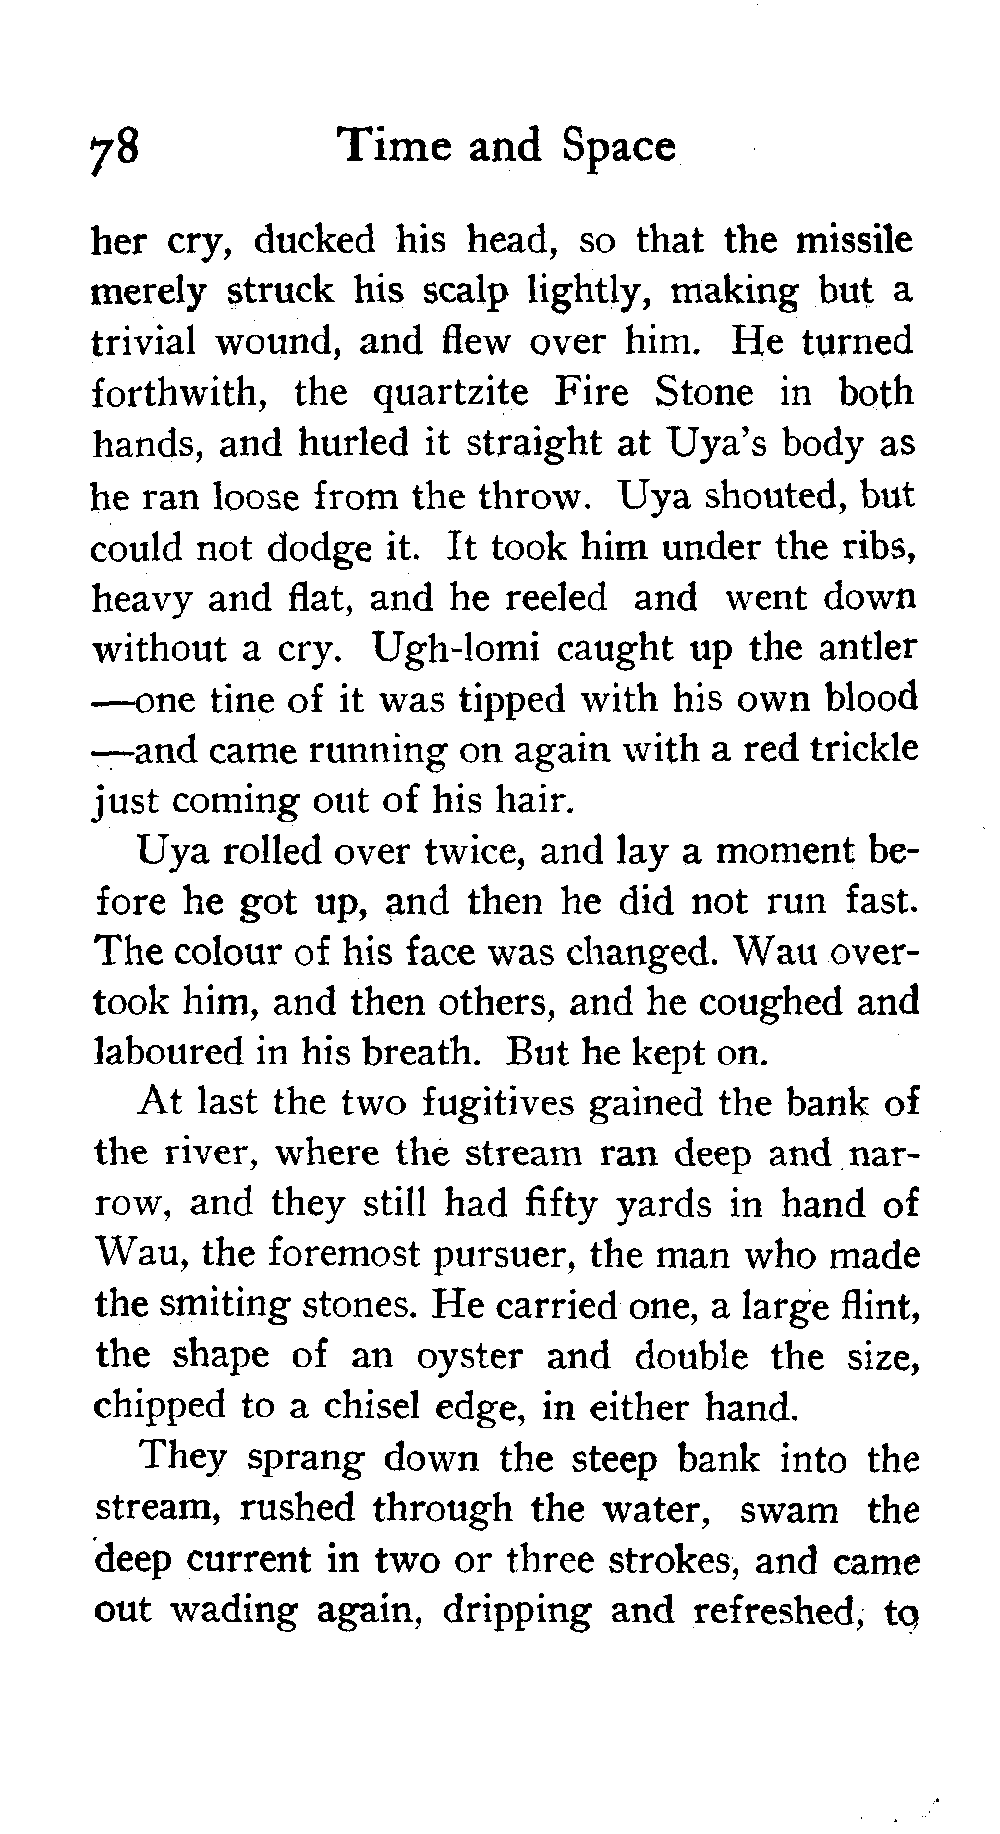 78 Time and Space
her cry, ducked his head, so that the missile
merely struck his scalp lightly, making but a
trivial wound, and flew over him. He turned
forthwith, the quartzite Fire Stone in both
hands, and hurled it straight at Uya's body as
he ran loose from the throw. Uya shouted, but
could not dodge it. It took him under the ribs,
heavy and flat, and he reeled and went down
without a cry. Ugh-lomi caught up the antler
—one tine of it was tipped with his own blood
—and came running on again with a red trickle
just coming out of his hair.
Uya rolled over twice, and lay a moment be-
fore he got up, and then he did not run fast.
The colour of his face was changed. Wau over-
took him, and then others, and he coughed and
laboured in his breath. But he kept on.
At last the two fugitives gained the bank of
the river, where the stream ran deep and nar-
row, and they still had fifty yards in hand of
Wau, the foremost pursuer, the man who made
the smiting stones. He carried one, a large flint,
the shape of an oyster and double the size,
chipped to a chisel edge, in either hand.
They sprang down the steep bank into the
stream, rushed through the water, swam the
deep current in two or three strokes, and came
out wading again, dripping and refreshed, to